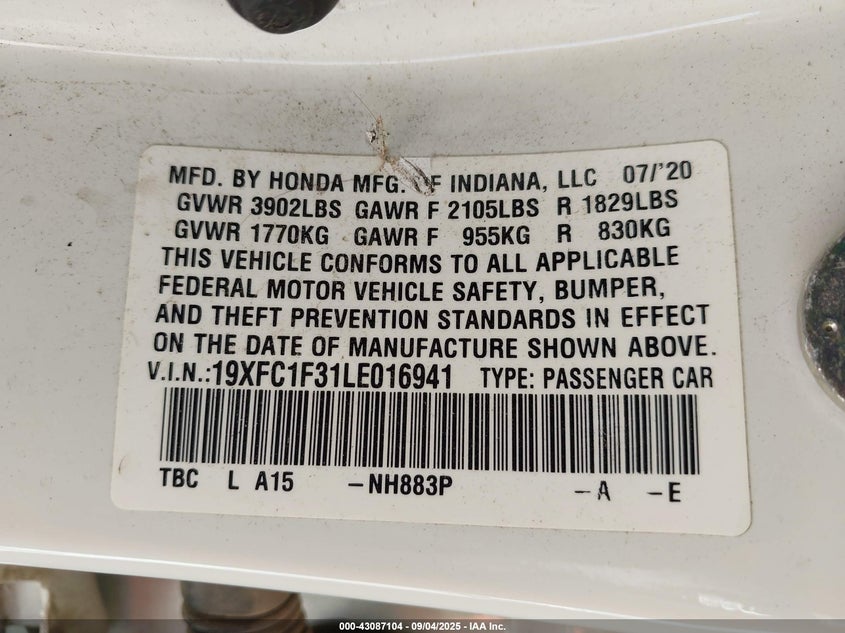 MFD. BY HONDA MFG. OF INDIANA, LLC 07/'20
GVWR 3902LBS GAWR F 2105LBS R 1829LBS
GVWR 1770KG GAWR F 955KG R 830KG
THIS VEHICLE CONFORMS TO ALL APPLICABLE
FEDERAL MOTOR VEHICLE SAFETY, BUMPER,
AND THEFT PREVENTION STANDARDS IN EFFECT
ON THE DATE OF MANUFACTURE SHOWN ABOVE.
V.I.N.:19XFC1F31LE016941 TYPE: PASSENGER CAR
TBC L A15 -NH883P -A -E
000-43087104 - 09/04/2025 - IAA Inc.